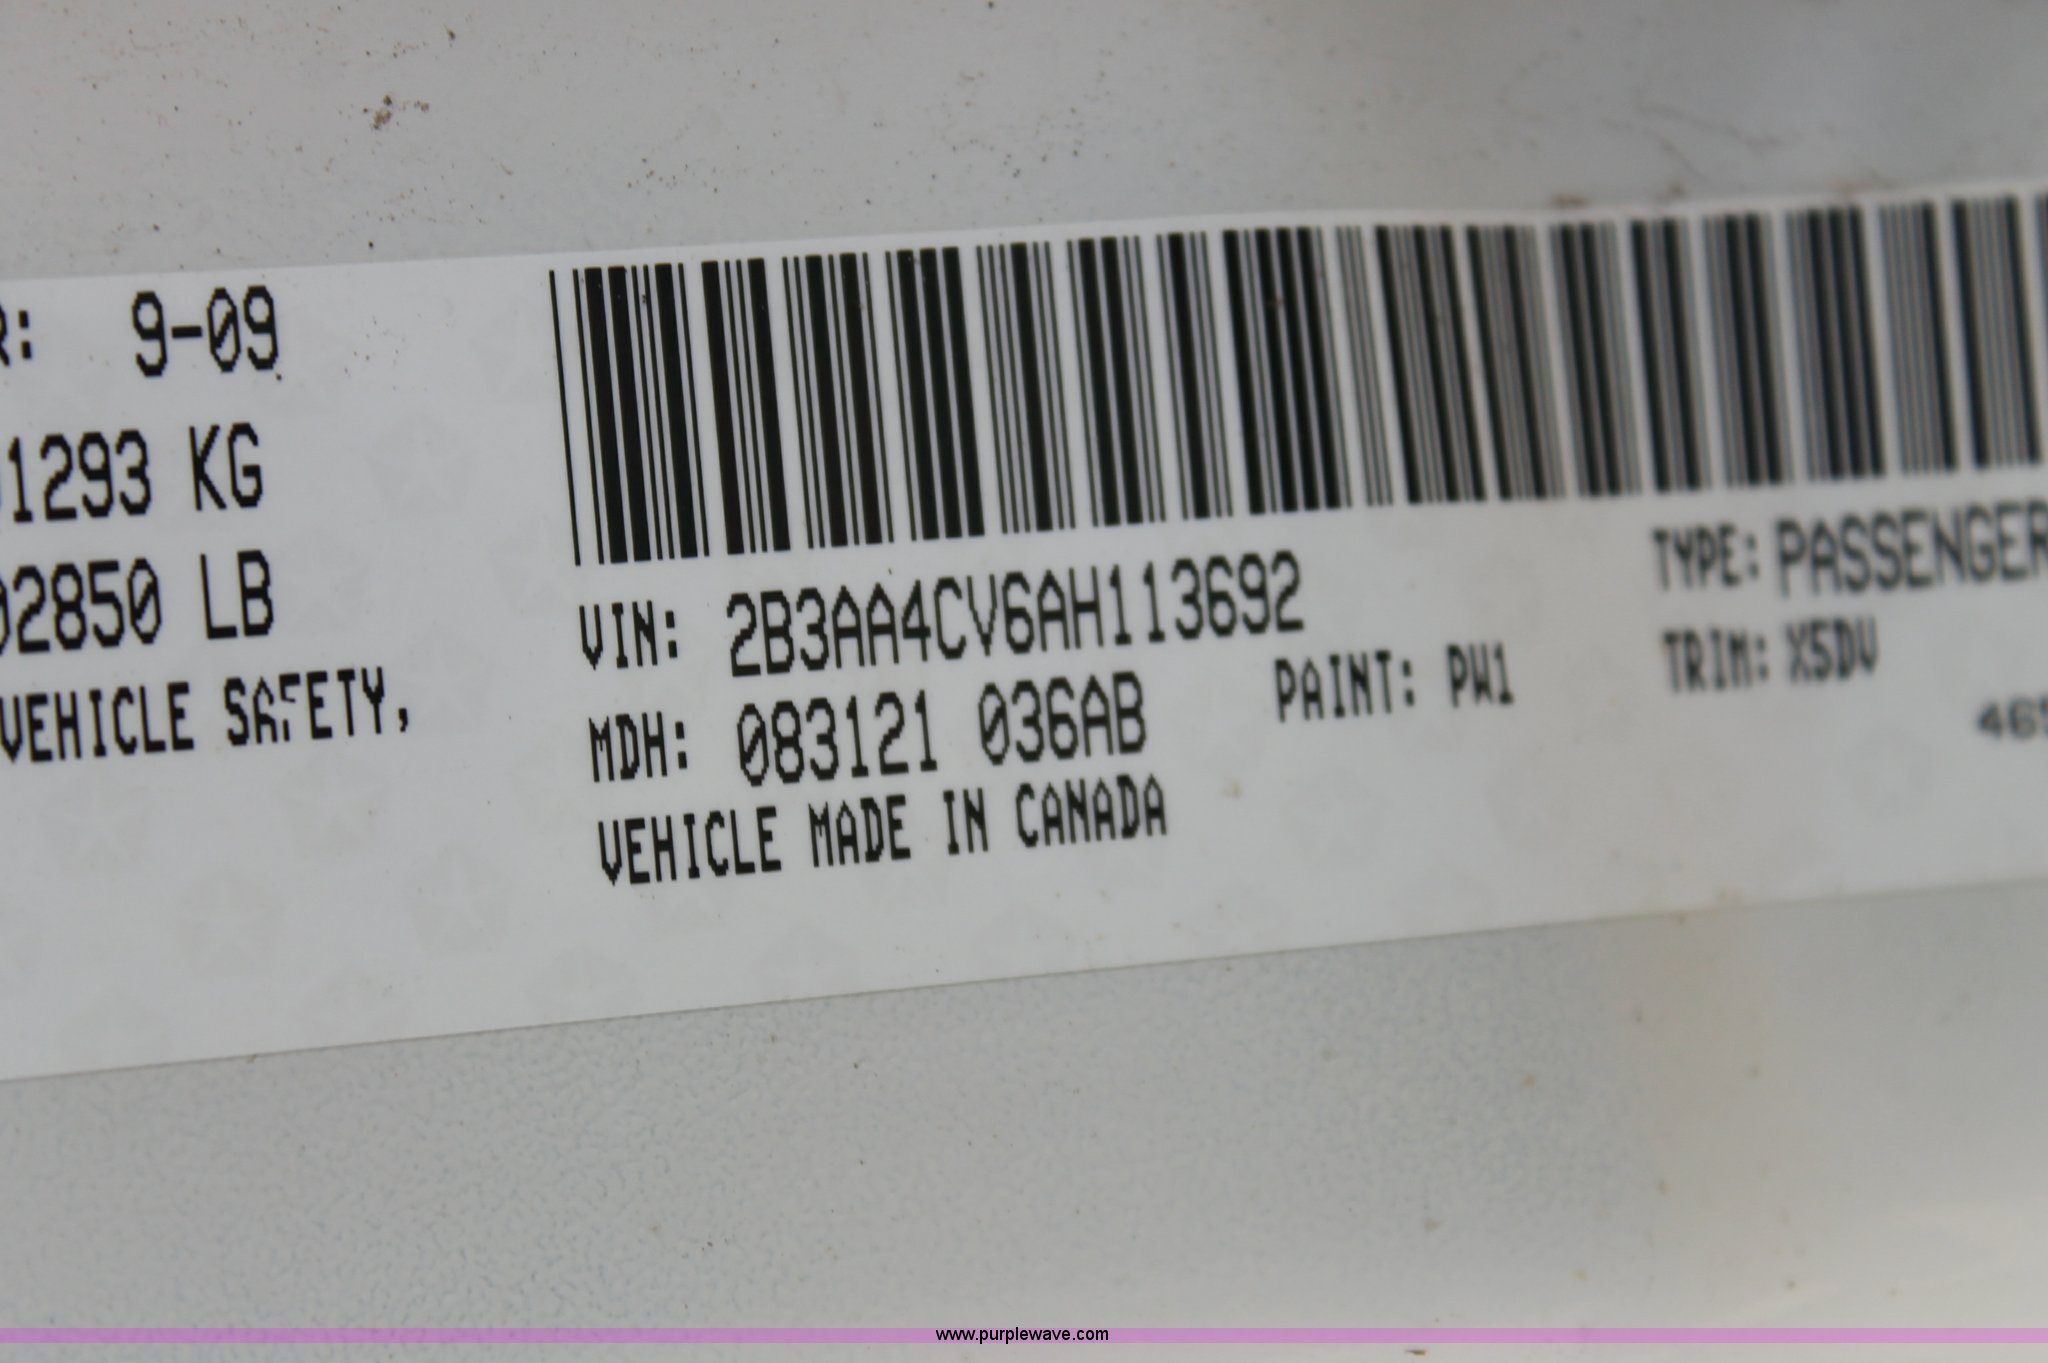 R: 9-09
1293 KG
02850 LB
VEHICLE SAFETY,
VIN: 2B3AA4CV6AH113692
MDH: 083121 036AB
PAINT: PW1
VEHICLE MADE IN CANADA
TYPE: PASSENGER
TRIM: X5DV
465
www.purplewave.com